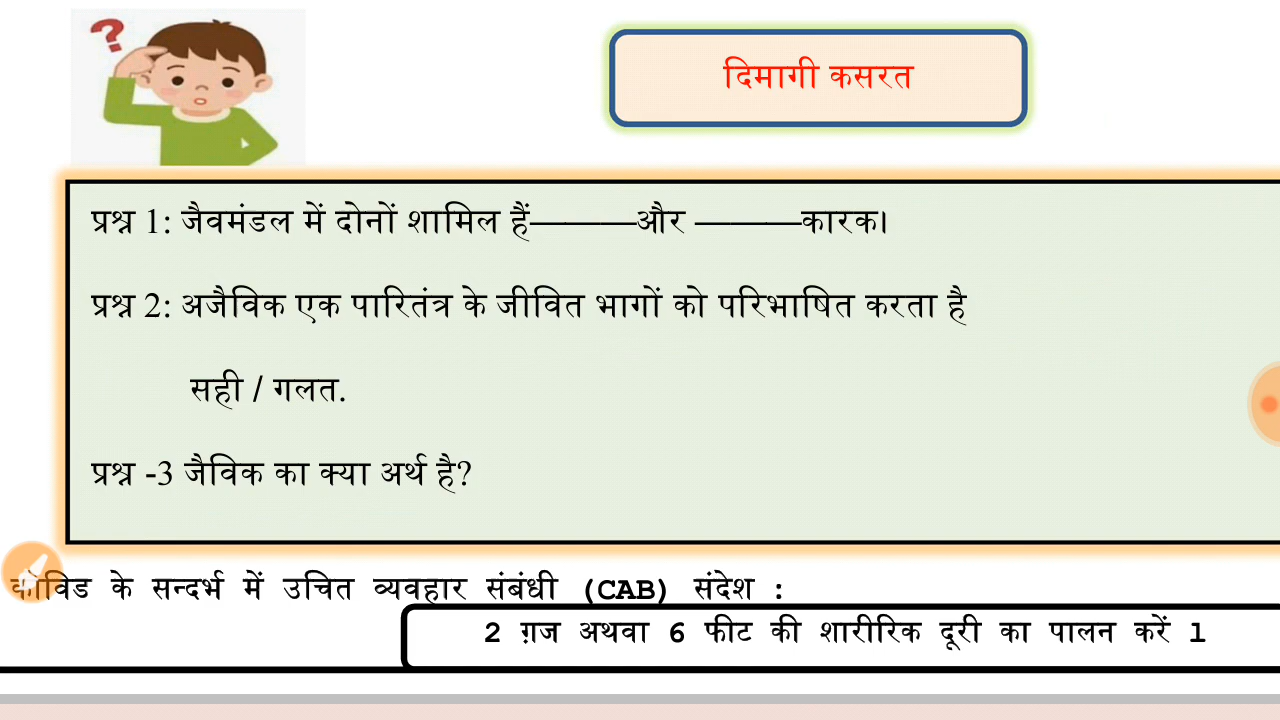 ?
दिमागी कसरत
प्रश्न 1: जैवमंडल में दोनों शामिल हैं———और ———कारक।
प्रश्न 2: अजैविक एक पारितंत्र के जीवित भागों को परिभाषित करता है
सही / गलत.
प्रश्न -3 जैविक का क्या अर्थ है?
कोविड के सन्दर्भ में उचित व्यवहार संबंधी (CAB) संदेश :
2 ग़ज अथवा 6 फीट की शारीरिक दूरी का पालन करें l